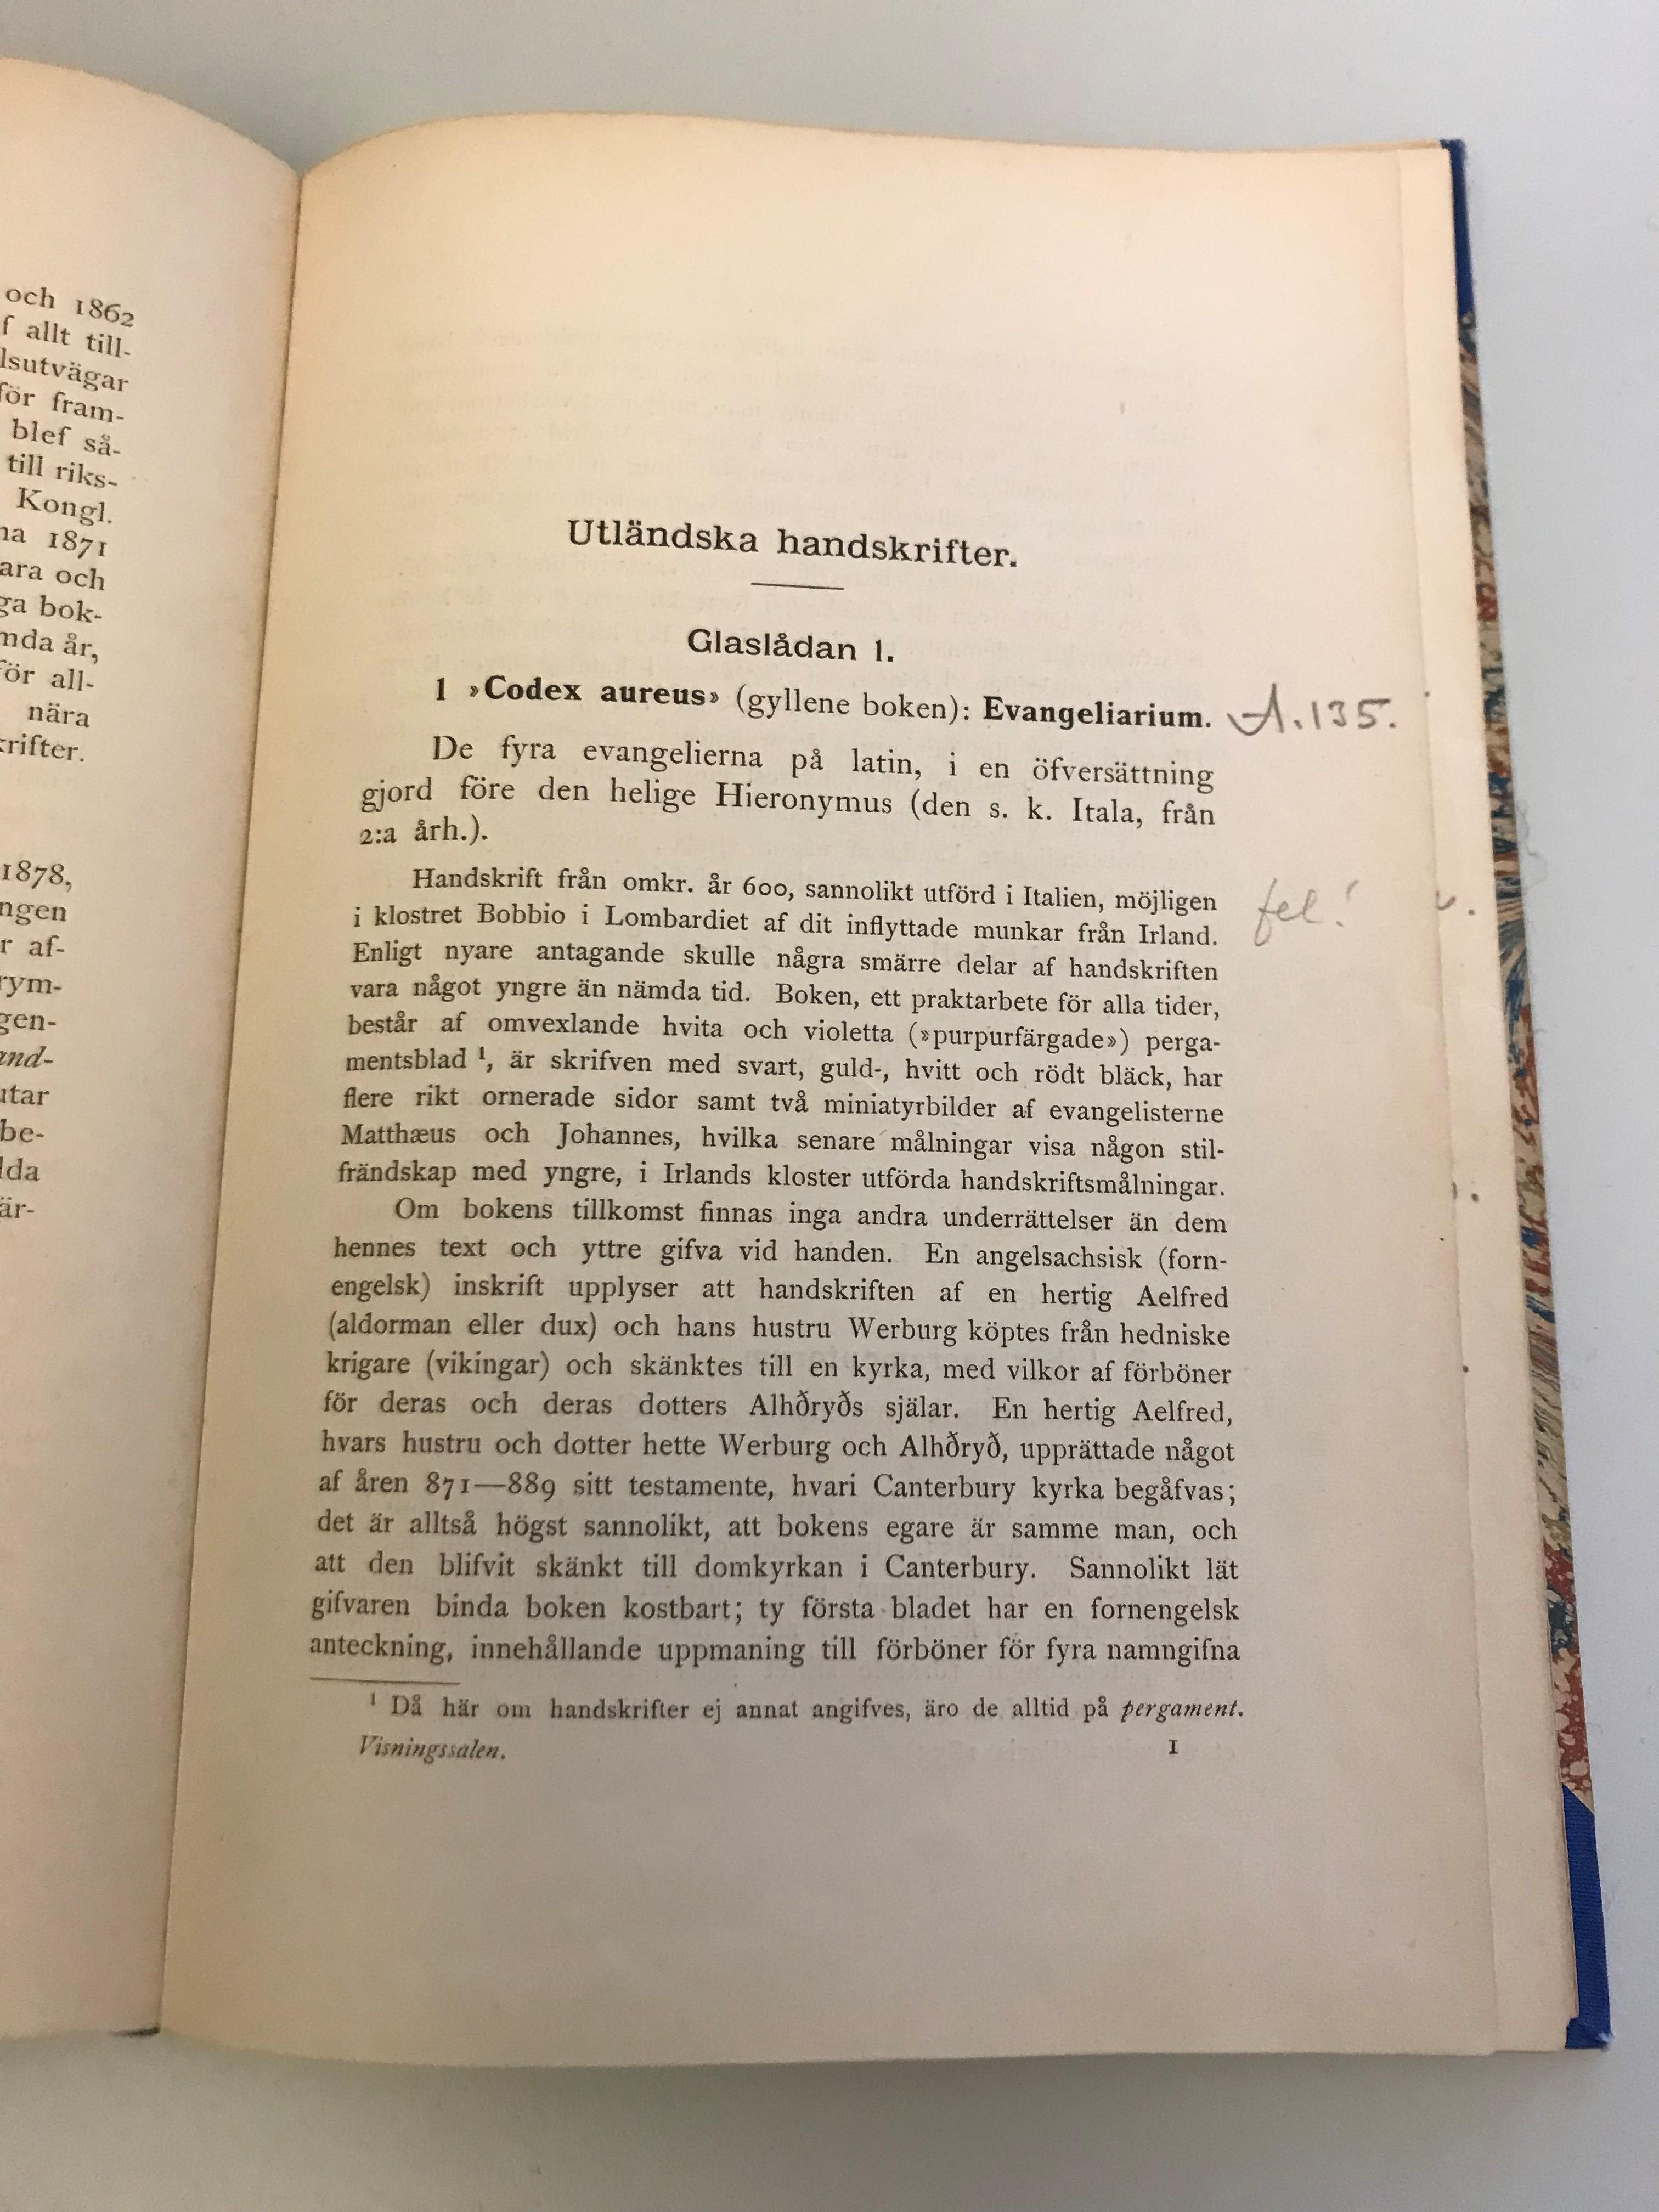 och 1862
f allt till-
lsutvägar
för fram-
blef så-
till riks-
Kongl.
na 1871
ara och
ga bok-
mda år,
för all-
nära
krifter.
1878,
ngen
r af-
rym-
gen-
and-
utar
be-
lda
är-
Utländska handskrifter.
Glaslådan 1.
1 »Codex aureus» (gyllene boken): Evangeliarium. A.135.
De fyra evangelierna på latin, i en öfversättning
gjord före den helige Hieronymus (den s. k. Itala, från
2:a årh.).
Handskrift från omkr. år 600, sannolikt utförd i Italien, möjligen fel!
i klostret Bobbio i Lombardiet af dit inflyttade munkar från Irland.
Enligt nyare antagande skulle några smärre delar af handskriften
vara något yngre än nämda tid. Boken, ett praktarbete för alla tider,
består af omvexlande hvita och violetta (»purpurfärgade») perga-
mentsblad ¹, är skrifven med svart, guld-, hvitt och rödt bläck, har
flere rikt ornerade sidor samt två miniatyrbilder af evangelisterne
Matthæus och Johannes, hvilka senare målningar visa någon stil-
frändskap med yngre, i Irlands kloster utförda handskriftsmålningar.
Om bokens tillkomst finnas inga andra underrättelser än dem
hennes text och yttre gifva vid handen. En angelsachsisk (forn-
engelsk) inskrift upplyser att handskriften af en hertig Aelfred
(aldorman eller dux) och hans hustru Werburg köptes från hedniske
krigare (vikingar) och skänktes till en kyrka, med vilkor af förböner
för deras och deras dotters Alhðryðs själar. En hertig Aelfred,
hvars hustru och dotter hette Werburg och Alhðryð, upprättade något
af åren 871—889 sitt testamente, hvari Canterbury kyrka begåfvas;
det är alltså högst sannolikt, att bokens egare är samme man, och
att den blifvit skänkt till domkyrkan i Canterbury. Sannolikt lät
gifvaren binda boken kostbart; ty första bladet har en fornengelsk
anteckning, innehållande uppmaning till förböner för fyra namngifna
¹ Då här om handskrifter ej annat angifves, äro de alltid på pergament.
Visningssalen. 1